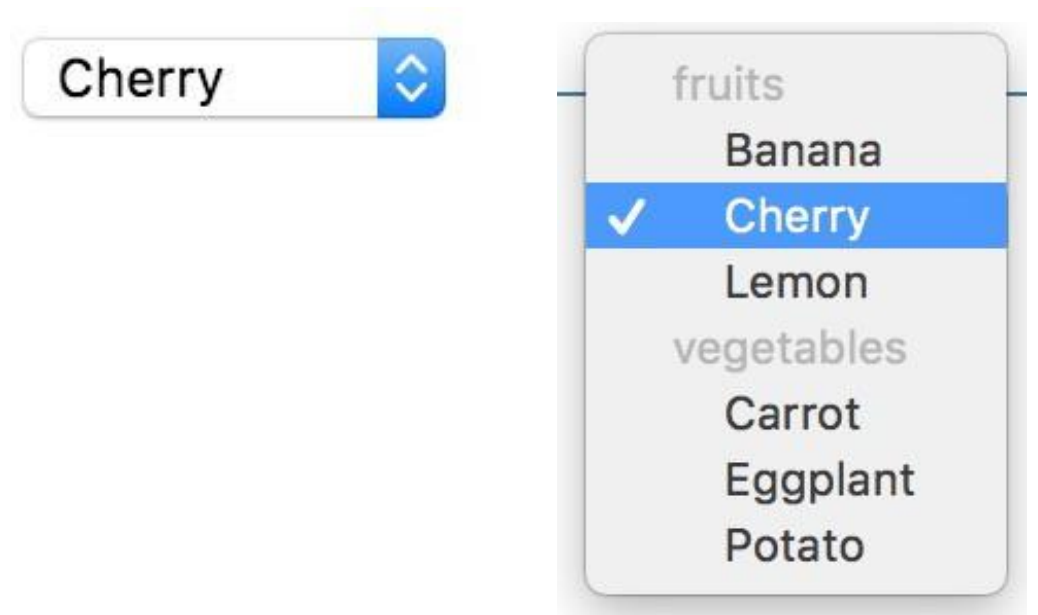 Cherry
fruits
Banana
Cherry
Lemon
vegetables
Carrot
Eggplant
Potato